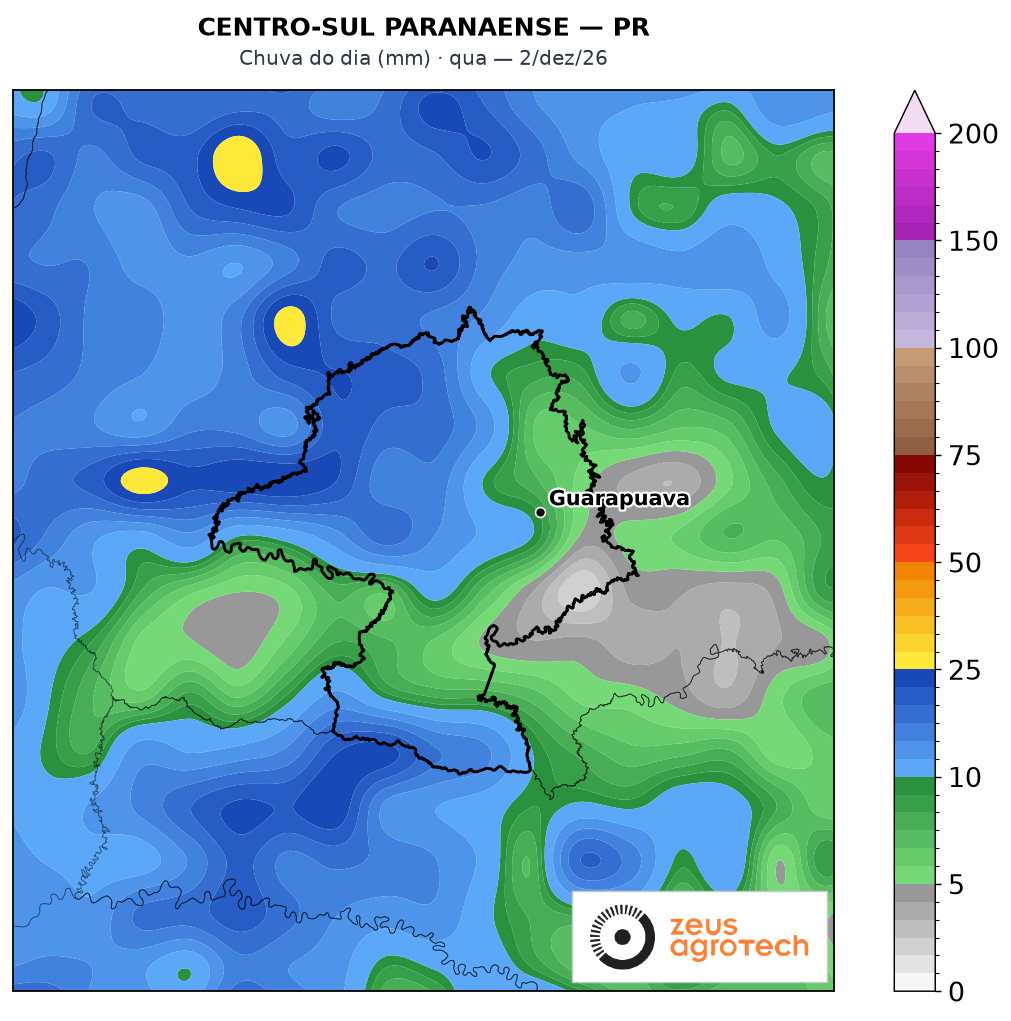 CENTRO-SUL PARANAENSE — PR
Chuva do dia (mm) · qua — 2/dez/26
200
150
100
75
50
25
10
5
0
Guarapuava
zeus
agrotech